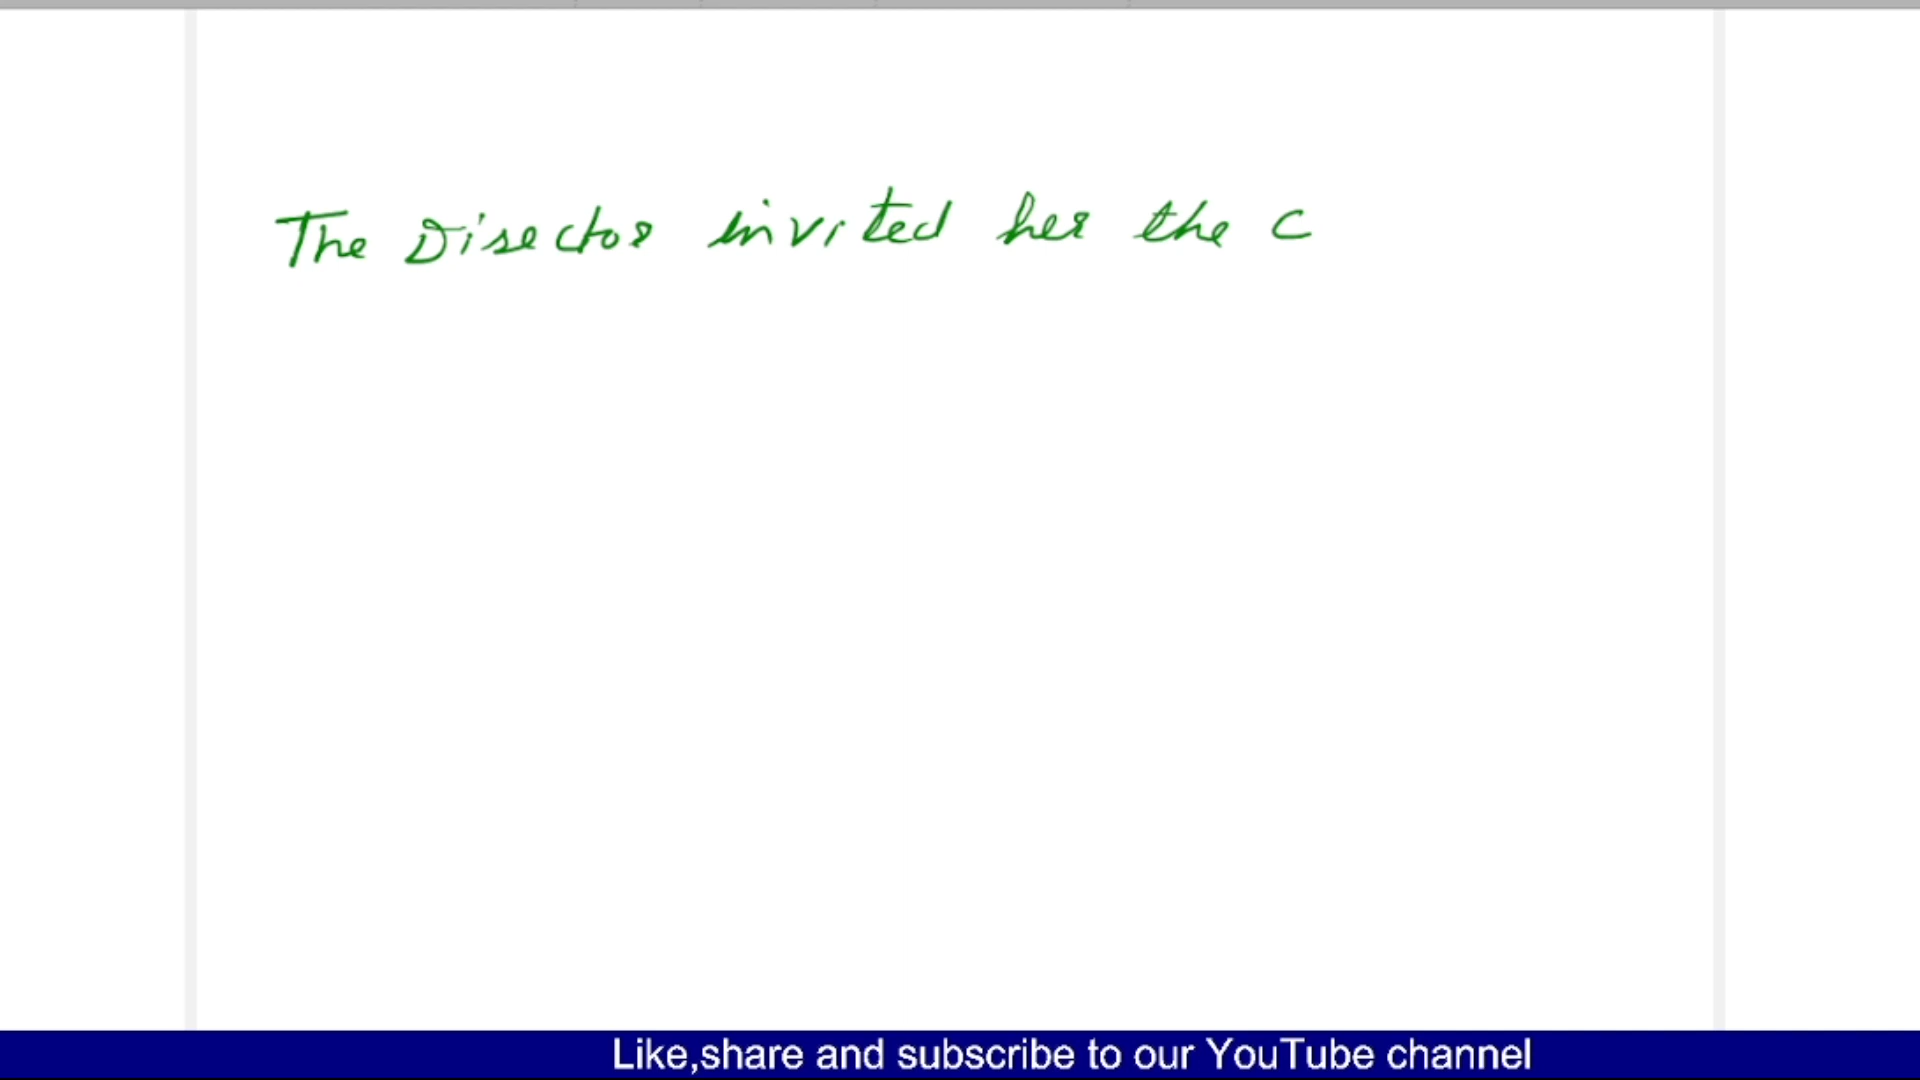 The Director invited her the c
Like,share and subscribe to our YouTube channel